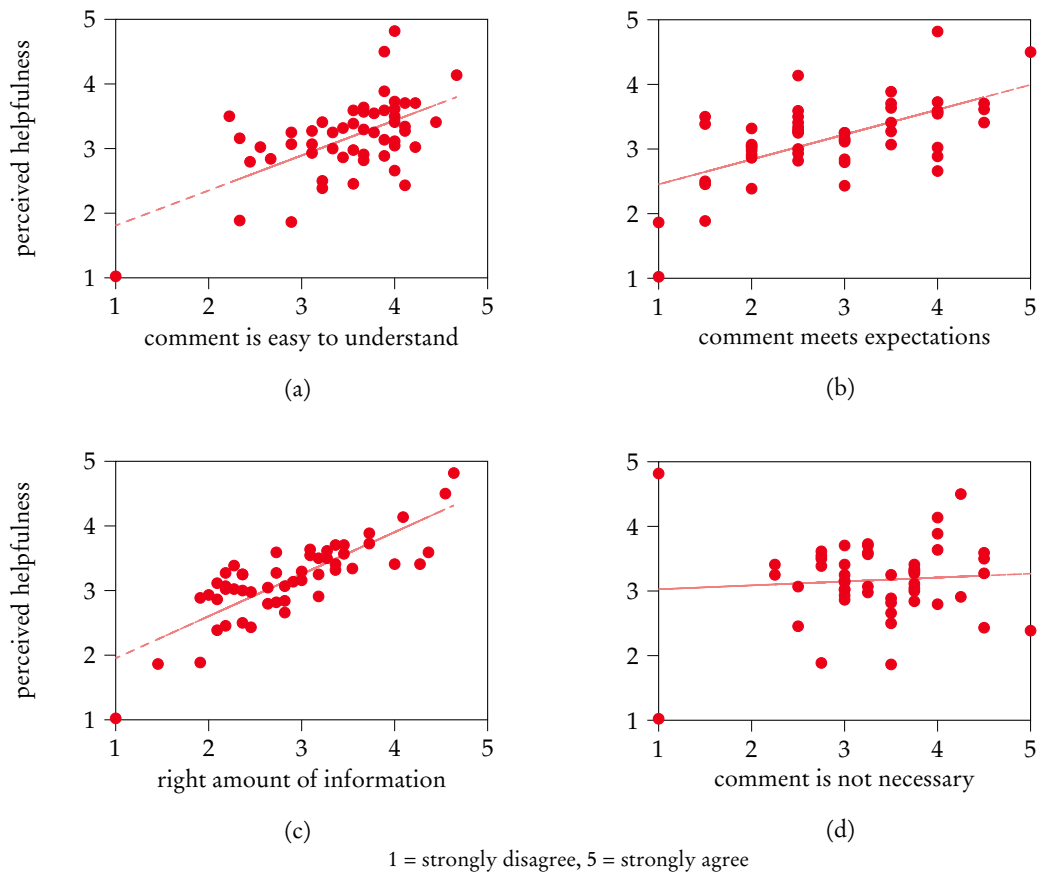 perceived helpfulness
5
4
3
2
1
1 2 3 4 5
comment is easy to understand
(a)
5
4
3
2
1
1 2 3 4 5
comment meets expectations
(b)
perceived helpfulness
5
4
3
2
1
1 2 3 4 5
right amount of information
(c)
5
4
3
2
1
1 2 3 4 5
comment is not necessary
(d)
1 = strongly disagree, 5 = strongly agree